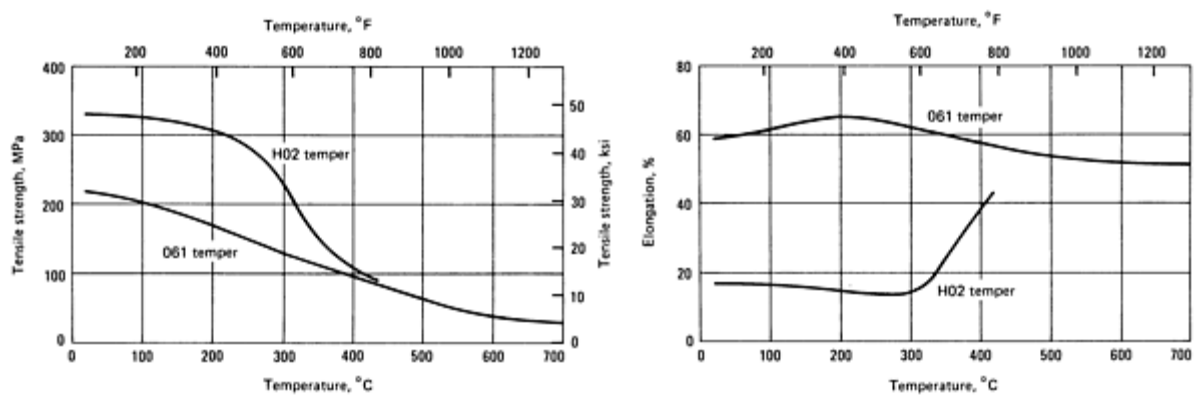 Temperature, °F
200 400 600 800 1000 1200
400
300
200
100
0
Tensile strength, MPa
H02 temper
061 temper
50
40
30
20
10
0
Tensile strength, ksi
0 100 200 300 400 500 600 700
Temperature, °C
Temperature, °F
200 400 600 800 1000 1200
80
60
40
20
0
Elongation, %
061 temper
H02 temper
0 100 200 300 400 500 600 700
Temperature, °C